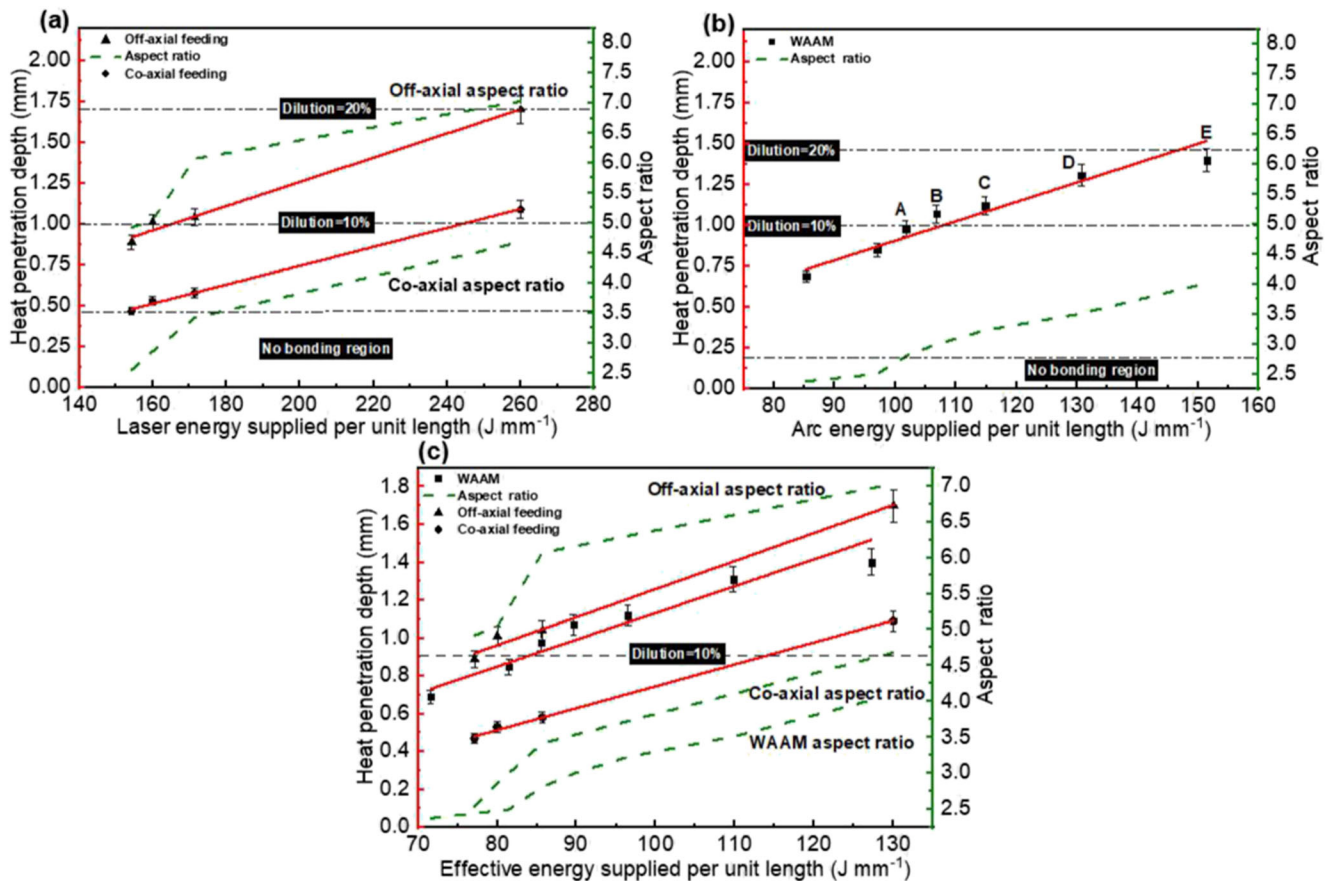 (a)
Off-axial feeding
Aspect ratio
Co-axial feeding
Off-axial aspect ratio
Dilution=20%
Dilution=10%
Co-axial aspect ratio
No bonding region
Heat penetration depth (mm)
2.00
1.75
1.50
1.25
1.00
0.75
0.50
0.25
0.00
140 160 180 200 220 240 260 280
Laser energy supplied per unit length (J mm⁻¹)
8.0
7.5
7.0
6.5
6.0
5.5
5.0
4.5
4.0
3.5
3.0
2.5
Aspect ratio
(b)
WAAM
Aspect ratio
Dilution=20%
Dilution=10%
A
B
C
D
E
No bonding region
Heat penetration depth (mm)
2.00
1.75
1.50
1.25
1.00
0.75
0.50
0.25
0.00
80 90 100 110 120 130 140 150 160
Arc energy supplied per unit length (J mm⁻¹)
8.0
7.5
7.0
6.5
6.0
5.5
5.0
4.5
4.0
3.5
3.0
2.5
Aspect ratio
(c)
WAAM
Aspect ratio
Off-axial feeding
Co-axial feeding
Off-axial aspect ratio
Dilution=10%
Co-axial aspect ratio
WAAM aspect ratio
Heat penetration depth (mm)
1.8
1.6
1.4
1.2
1.0
0.8
0.6
0.4
0.2
0.0
70 80 90 100 110 120 130
Effective energy supplied per unit length (J mm⁻¹)
7.0
6.5
6.0
5.5
5.0
4.5
4.0
3.5
3.0
2.5
Aspect ratio